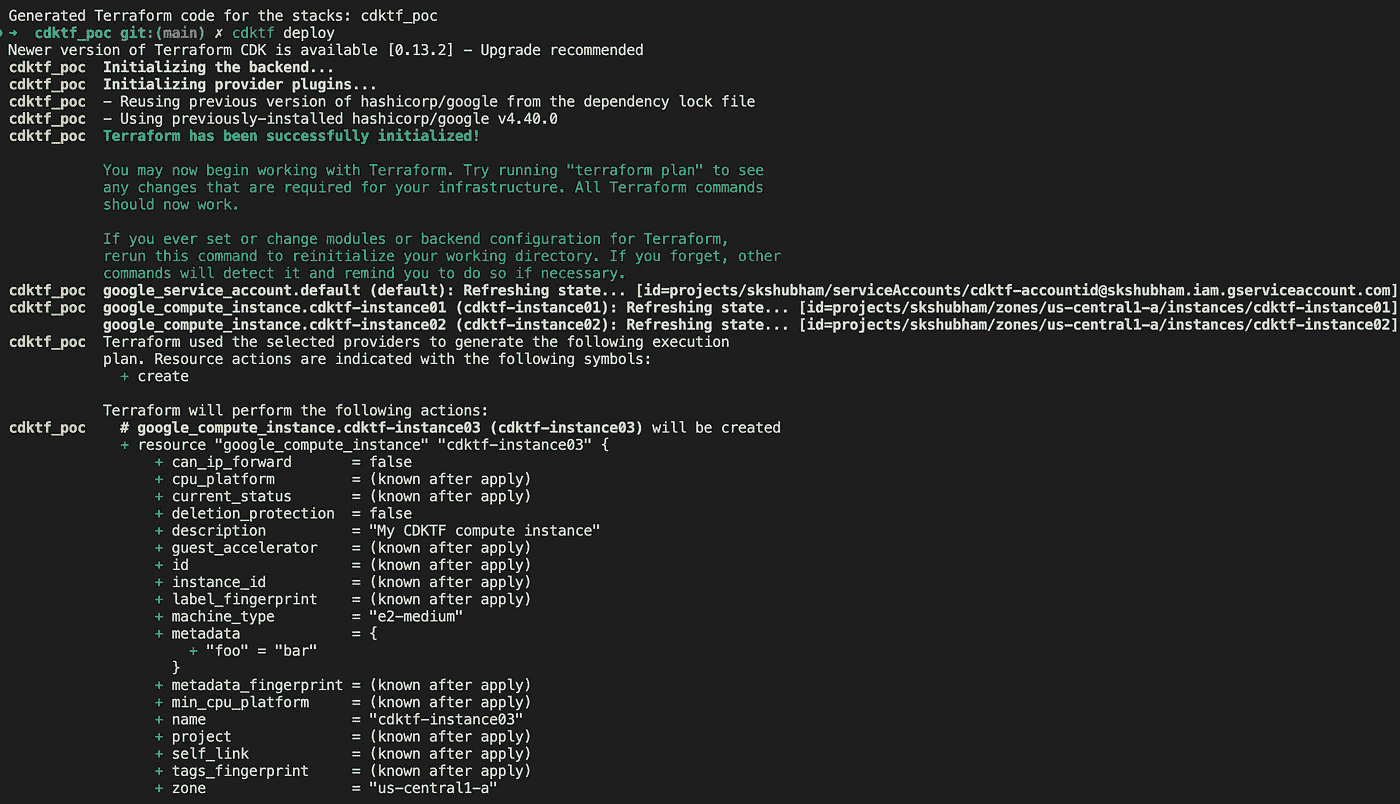 Generated Terraform code for the stacks: cdktf_poc
→ cdktf_poc git:(main) ✗ cdktf deploy
Newer version of Terraform CDK is available [0.13.2] - Upgrade recommended
cdktf_poc  Initializing the backend...
cdktf_poc  Initializing provider plugins...
cdktf_poc  - Reusing previous version of hashicorp/google from the dependency lock file
cdktf_poc  - Using previously-installed hashicorp/google v4.40.0
cdktf_poc  Terraform has been successfully initialized!
You may now begin working with Terraform. Try running "terraform plan" to see
any changes that are required for your infrastructure. All Terraform commands
should now work.
If you ever set or change modules or backend configuration for Terraform,
rerun this command to reinitialize your working directory. If you forget, other
commands will detect it and remind you to do so if necessary.
cdktf_poc  google_service_account.default (default): Refreshing state... [id=projects/skshubham/serviceAccounts/cdktf-accountid@skshubham.iam.gserviceaccount.com]
cdktf_poc  google_compute_instance.cdktf-instance01 (cdktf-instance01): Refreshing state... [id=projects/skshubham/zones/us-central1-a/instances/cdktf-instance01]
google_compute_instance.cdktf-instance02 (cdktf-instance02): Refreshing state... [id=projects/skshubham/zones/us-central1-a/instances/cdktf-instance02]
cdktf_poc  Terraform used the selected providers to generate the following execution
plan. Resource actions are indicated with the following symbols:
+ create
Terraform will perform the following actions:
cdktf_poc    # google_compute_instance.cdktf-instance03 (cdktf-instance03) will be created
+ resource "google_compute_instance" "cdktf-instance03" {
+ can_ip_forward       = false
+ cpu_platform         = (known after apply)
+ current_status       = (known after apply)
+ deletion_protection  = false
+ description          = "My CDKTF compute instance"
+ guest_accelerator    = (known after apply)
+ id                   = (known after apply)
+ instance_id          = (known after apply)
+ label_fingerprint    = (known after apply)
+ machine_type         = "e2-medium"
+ metadata             = {
+ "foo" = "bar"
}
+ metadata_fingerprint = (known after apply)
+ min_cpu_platform     = (known after apply)
+ name                 = "cdktf-instance03"
+ project              = (known after apply)
+ self_link            = (known after apply)
+ tags_fingerprint     = (known after apply)
+ zone                 = "us-central1-a"